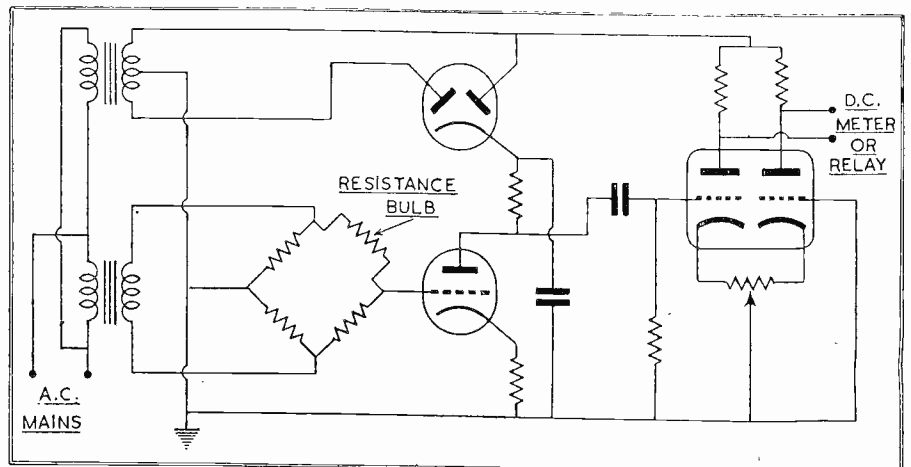 RESISTANCE
BULB
D.C.
METER
OR
RELAY
A.C.
MAINS